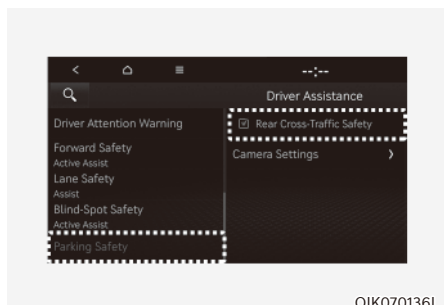 --:--
Driver Assistance
Driver Attention Warning
Forward Safety
Active Assist
Lane Safety
Assist
Blind-Spot Safety
Active Assist
Parking Safety
Rear Cross-Traffic Safety
Camera Settings
OIK070136L